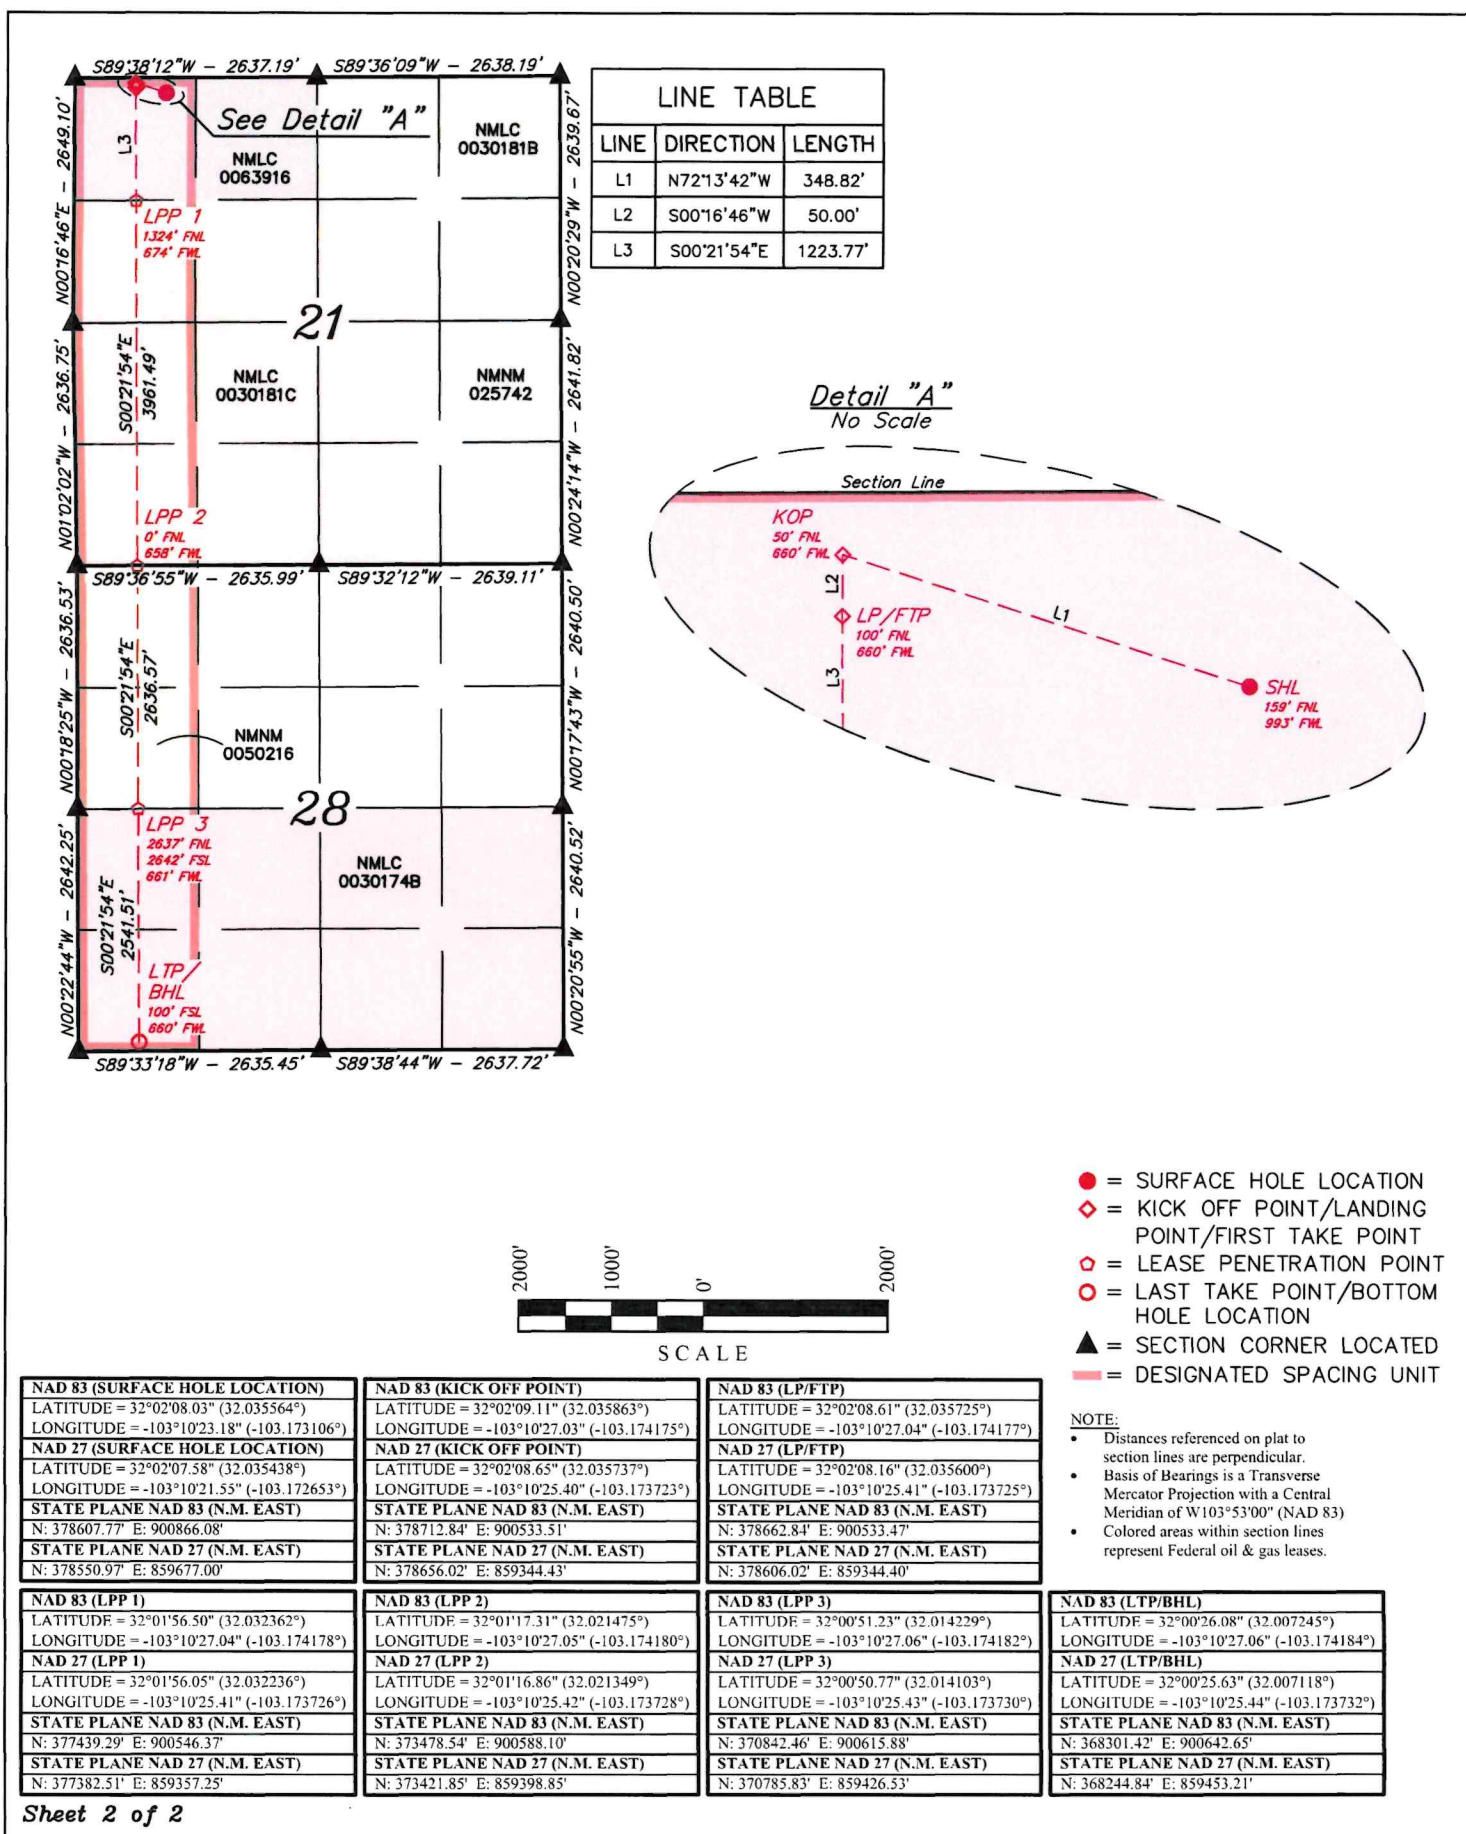 S89°38'12"W - 2637.19'
S89°36'09"W - 2638.19'
N00°16'46"E - 2649.10'
N00°20'29"W - 2639.67'
L3
See Detail "A"
NMLC
0063916
NMLC
0030181B
LPP 1
1324' FNL
674' FWL
21
N01°02'02"W - 2636.75'
N00°24'14"W - 2641.82'
S00°21'54"E
3961.49'
NMLC
0030181C
NMNM
025742
LPP 2
0' FNL
658' FWL
S89°36'55"W - 2635.99'
S89°32'12"W - 2639.11'
N00°18'25"W - 2636.53'
N00°17'43"W - 2640.50'
S00°21'54"E
2636.57'
NMNM
0050216
28
LPP 3
2637' FNL
2642' FSL
661' FWL
N00°22'44"W - 2642.25'
N00°20'55"W - 2640.52'
S00°21'54"E
2541.51'
NMLC
0030174B
LTP/
BHL
100' FSL
660' FWL
S89°33'18"W - 2635.45'
S89°38'44"W - 2637.72'
LINE TABLE
LINE DIRECTION LENGTH
L1 N72°13'42"W 348.82'
L2 S00°16'46"W 50.00'
L3 S00°21'54"E 1223.77'
Detail "A"
No Scale
Section Line
KOP
50' FNL
660' FWL
L2
L1
LP/FTP
100' FNL
660' FWL
L3
SHL
159' FNL
993' FWL
= SURFACE HOLE LOCATION
= KICK OFF POINT/LANDING
POINT/FIRST TAKE POINT
= LEASE PENETRATION POINT
= LAST TAKE POINT/BOTTOM
HOLE LOCATION
= SECTION CORNER LOCATED
= DESIGNATED SPACING UNIT
2000' 1000' 0' 2000'
SCALE
NOTE:
• Distances referenced on plat to
section lines are perpendicular.
• Basis of Bearings is a Transverse
Mercator Projection with a Central
Meridian of W103°53'00" (NAD 83)
• Colored areas within section lines
represent Federal oil & gas leases.
NAD 83 (SURFACE HOLE LOCATION)
LATITUDE = 32°02'08.03" (32.035564°)
LONGITUDE = -103°10'23.18" (-103.173106°)
NAD 27 (SURFACE HOLE LOCATION)
LATITUDE = 32°02'07.58" (32.035438°)
LONGITUDE = -103°10'21.55" (-103.172653°)
STATE PLANE NAD 83 (N.M. EAST)
N: 378607.77' E: 900866.08'
STATE PLANE NAD 27 (N.M. EAST)
N: 378550.97' E: 859677.00'
NAD 83 (KICK OFF POINT)
LATITUDE = 32°02'09.11" (32.035863°)
LONGITUDE = -103°10'27.03" (-103.174175°)
NAD 27 (KICK OFF POINT)
LATITUDE = 32°02'08.65" (32.035737°)
LONGITUDE = -103°10'25.40" (-103.173723°)
STATE PLANE NAD 83 (N.M. EAST)
N: 378712.84' E: 900533.51'
STATE PLANE NAD 27 (N.M. EAST)
N: 378656.02' E: 859344.43'
NAD 83 (LP/FTP)
LATITUDE = 32°02'08.61" (32.035725°)
LONGITUDE = -103°10'27.04" (-103.174177°)
NAD 27 (LP/FTP)
LATITUDE = 32°02'08.16" (32.035600°)
LONGITUDE = -103°10'25.41" (-103.173725°)
STATE PLANE NAD 83 (N.M. EAST)
N: 378662.84' E: 900533.47'
STATE PLANE NAD 27 (N.M. EAST)
N: 378606.02' E: 859344.40'
NAD 83 (LPP 1)
LATITUDE = 32°01'56.50" (32.032362°)
LONGITUDE = -103°10'27.04" (-103.174178°)
NAD 27 (LPP 1)
LATITUDE = 32°01'56.05" (32.032236°)
LONGITUDE = -103°10'25.41" (-103.173726°)
STATE PLANE NAD 83 (N.M. EAST)
N: 377439.29' E: 900546.37'
STATE PLANE NAD 27 (N.M. EAST)
N: 377382.51' E: 859357.25'
NAD 83 (LPP 2)
LATITUDE = 32°01'17.31" (32.021475°)
LONGITUDE = -103°10'27.05" (-103.174180°)
NAD 27 (LPP 2)
LATITUDE = 32°01'16.86" (32.021349°)
LONGITUDE = -103°10'25.42" (-103.173728°)
STATE PLANE NAD 83 (N.M. EAST)
N: 373478.54' E: 900588.10'
STATE PLANE NAD 27 (N.M. EAST)
N: 373421.85' E: 859398.85'
NAD 83 (LPP 3)
LATITUDE = 32°00'51.23" (32.014229°)
LONGITUDE = -103°10'27.06" (-103.174182°)
NAD 27 (LPP 3)
LATITUDE = 32°00'50.77" (32.014103°)
LONGITUDE = -103°10'25.43" (-103.173730°)
STATE PLANE NAD 83 (N.M. EAST)
N: 370842.46' E: 900615.88'
STATE PLANE NAD 27 (N.M. EAST)
N: 370785.83' E: 859426.53'
NAD 83 (LTP/BHL)
LATITUDE = 32°00'26.08" (32.007245°)
LONGITUDE = -103°10'27.06" (-103.174184°)
NAD 27 (LTP/BHL)
LATITUDE = 32°00'25.63" (32.007118°)
LONGITUDE = -103°10'25.44" (-103.173732°)
STATE PLANE NAD 83 (N.M. EAST)
N: 368301.42' E: 900642.65'
STATE PLANE NAD 27 (N.M. EAST)
N: 368244.84' E: 859453.21'
Sheet 2 of 2